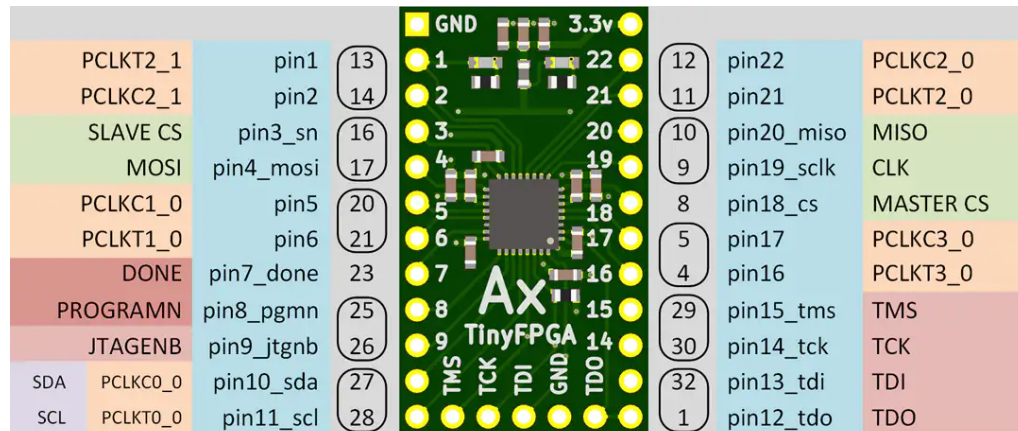 GND 3.3v
PCLKT2_1 pin1 13 1 22 12 pin22 PCLKC2_0
PCLKC2_1 pin2 14 2 21 11 pin21 PCLKT2_0
SLAVE CS pin3_sn 16 3 20 10 pin20_miso MISO
MOSI pin4_mosi 17 4 19 9 pin19_sclk CLK
PCLKC1_0 pin5 20 5 18 8 pin18_cs MASTER CS
PCLKT1_0 pin6 21 6 17 5 pin17 PCLKC3_0
DONE pin7_done 23 7 16 4 pin16 PCLKT3_0
Ax
PROGRAMN pin8_pgmn 25 8 15 29 pin15_tms TMS
TinyFPGA
JTAGENB pin9_jtgnb 26 9 14 30 pin14_tck TCK
SDA PCLKC0_0 pin10_sda 27 TMS TCK TDI GND TDO 32 pin13_tdi TDI
SCL PCLKT0_0 pin11_scl 28 1 pin12_tdo TDO